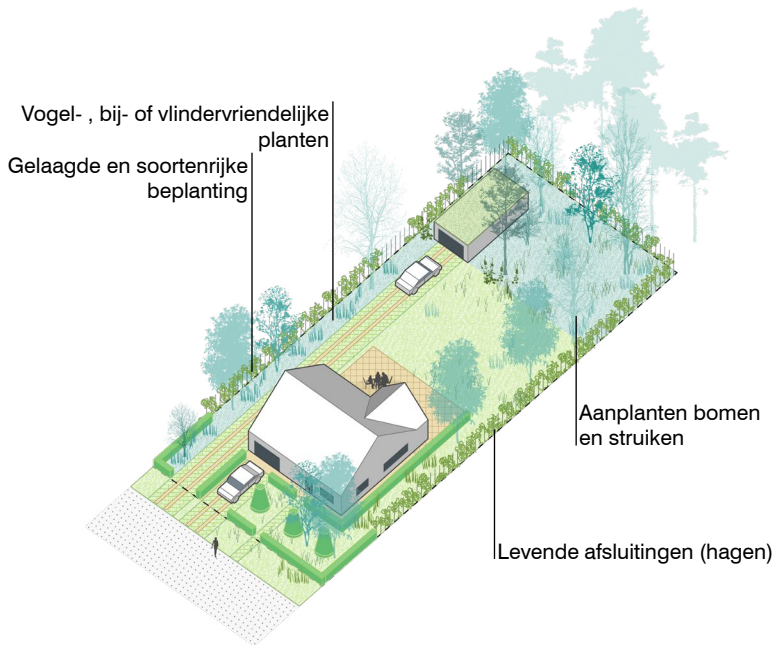 Vogel- , bij- of vlindervriendelijke
planten
Gelaagde en soortenrijke
beplanting
Aanplanten bomen
en struiken
Levende afsluitingen (hagen)